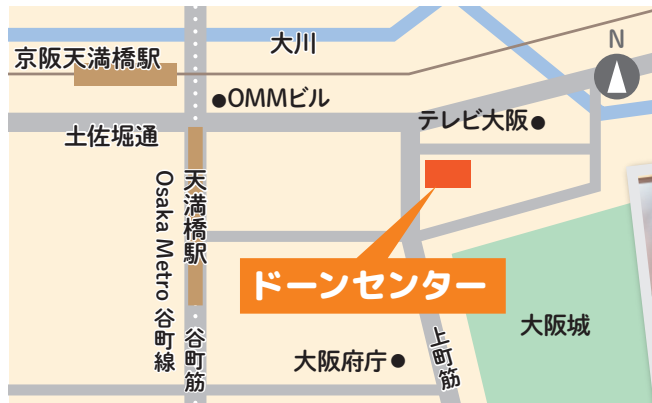 大川
京阪天満橋駅
N
●OMMビル
テレビ大阪●
土佐堀通
天満橋駅
Osaka Metro 谷町線
ドーンセンター
大阪城
谷町筋
大阪府庁●
上町筋